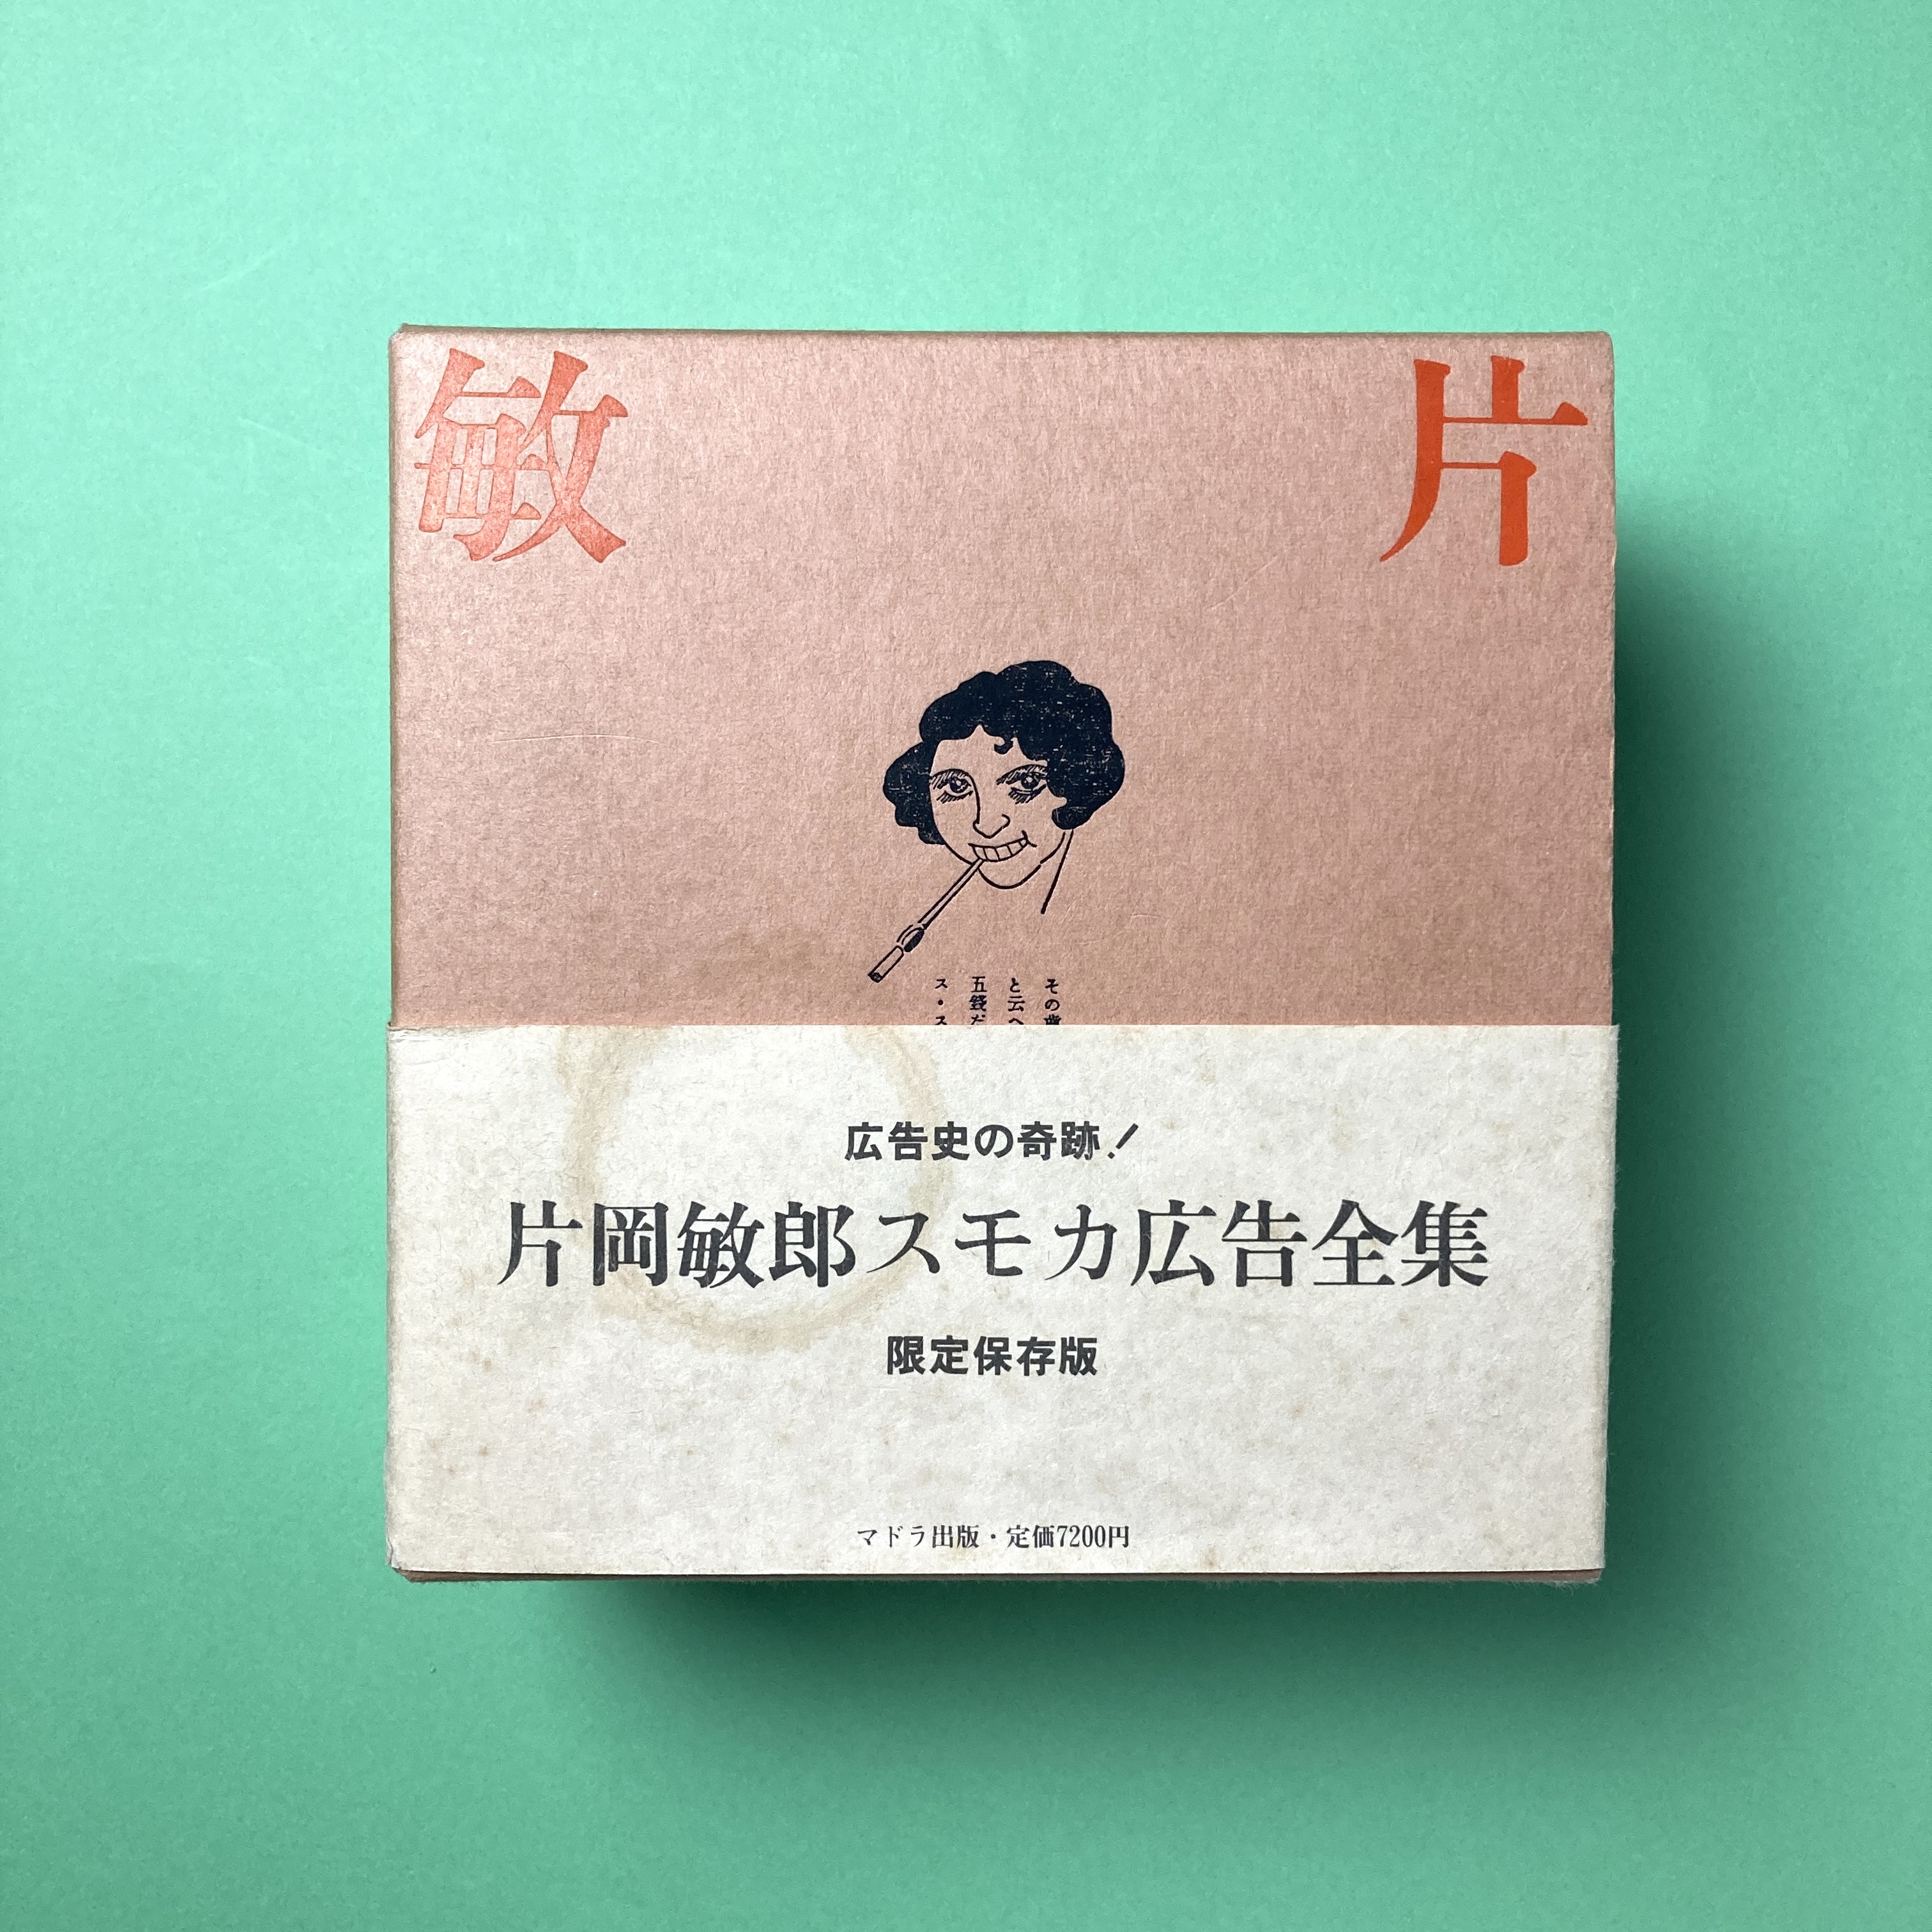 片
敏
その歯
と云へ
五錢だ
ス・ス
広告史の奇跡!
片岡敏郎スモカ広告全集
限定保存版
マドラ出版・定価7200円